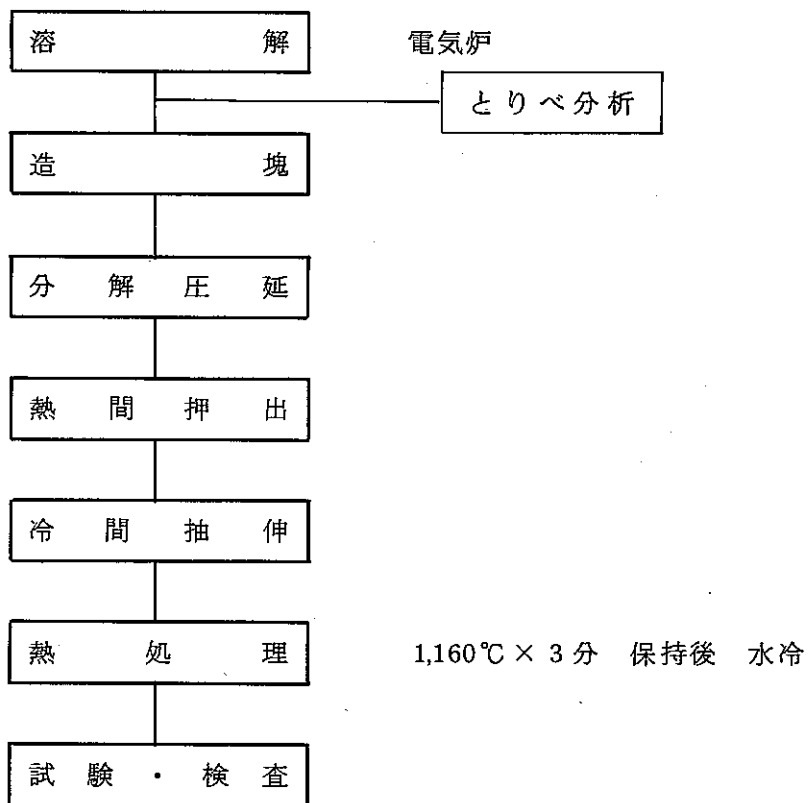 溶解
電気炉
とりべ分析
造塊
分解圧延
熱間押出
冷間抽伸
熱処理
1,160℃ × 3分 保持後 水冷
試験・検査